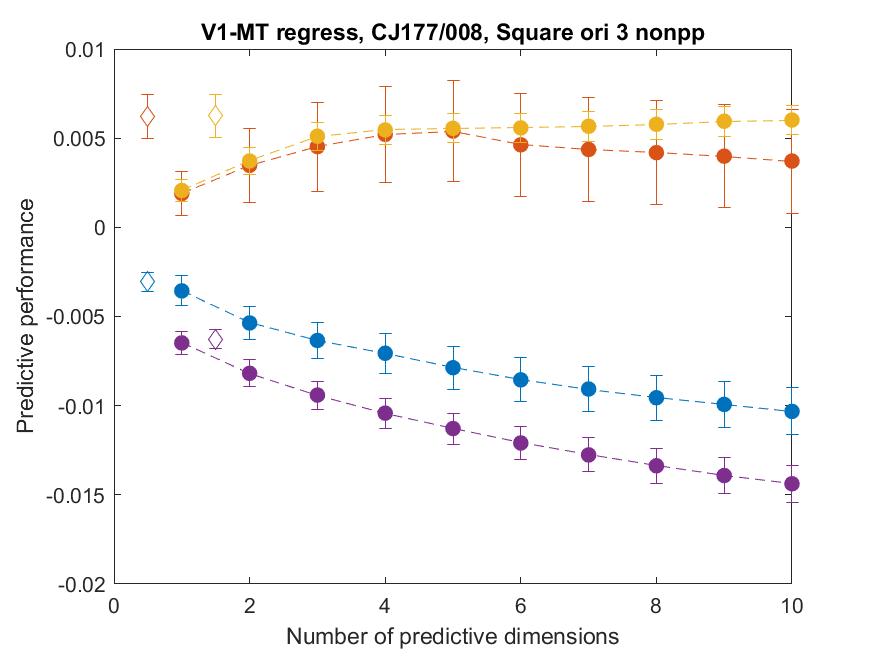 V1-MT regress, CJ177/008, Square ori 3 nonpp
0.01
0.005
0
-0.005
-0.01
-0.015
-0.02
Predictive performance
0 2 4 6 8 10
Number of predictive dimensions